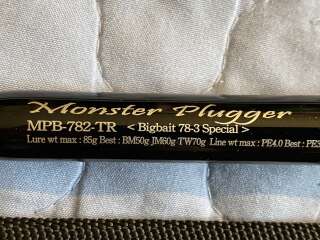 Monster Plugger
MPB-782-TR < Bigbait 78-3 Special >
Lure wt max : 85g Best : BM50g JM60g TW70g Line wt max : PE4.0 Best : PE3